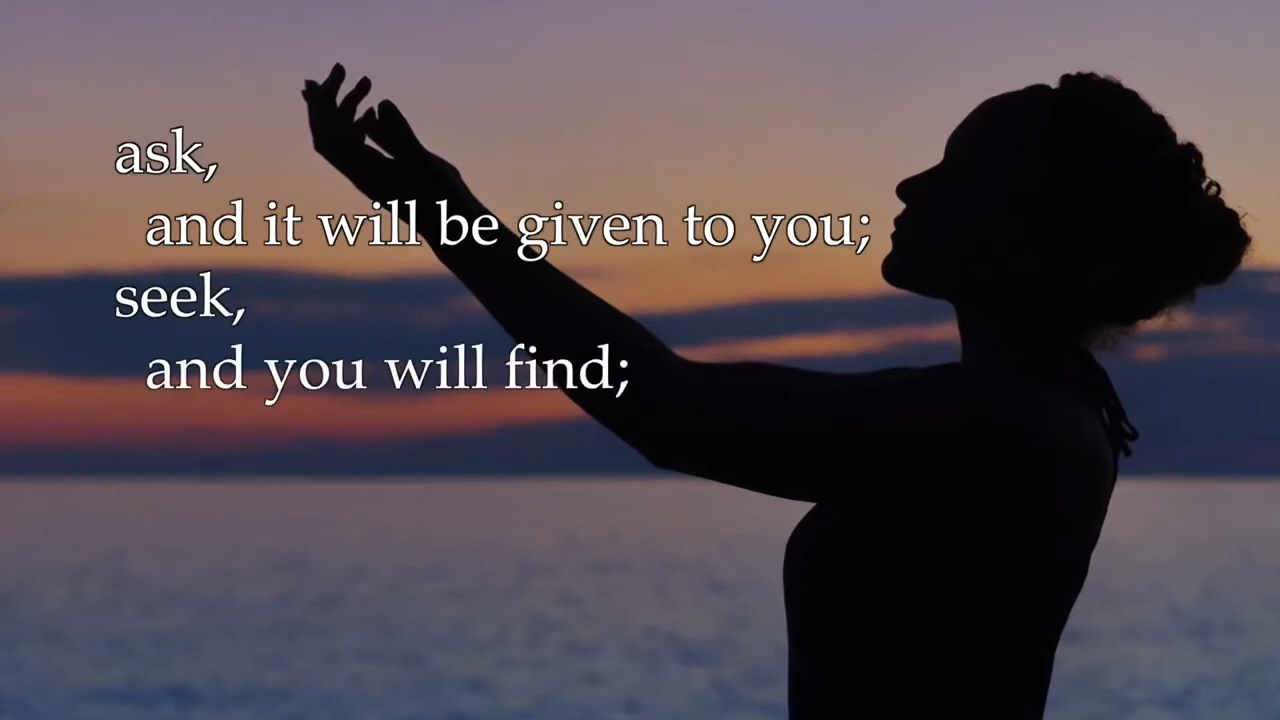 ask,
and it will be given to you;
seek,
and you will find;